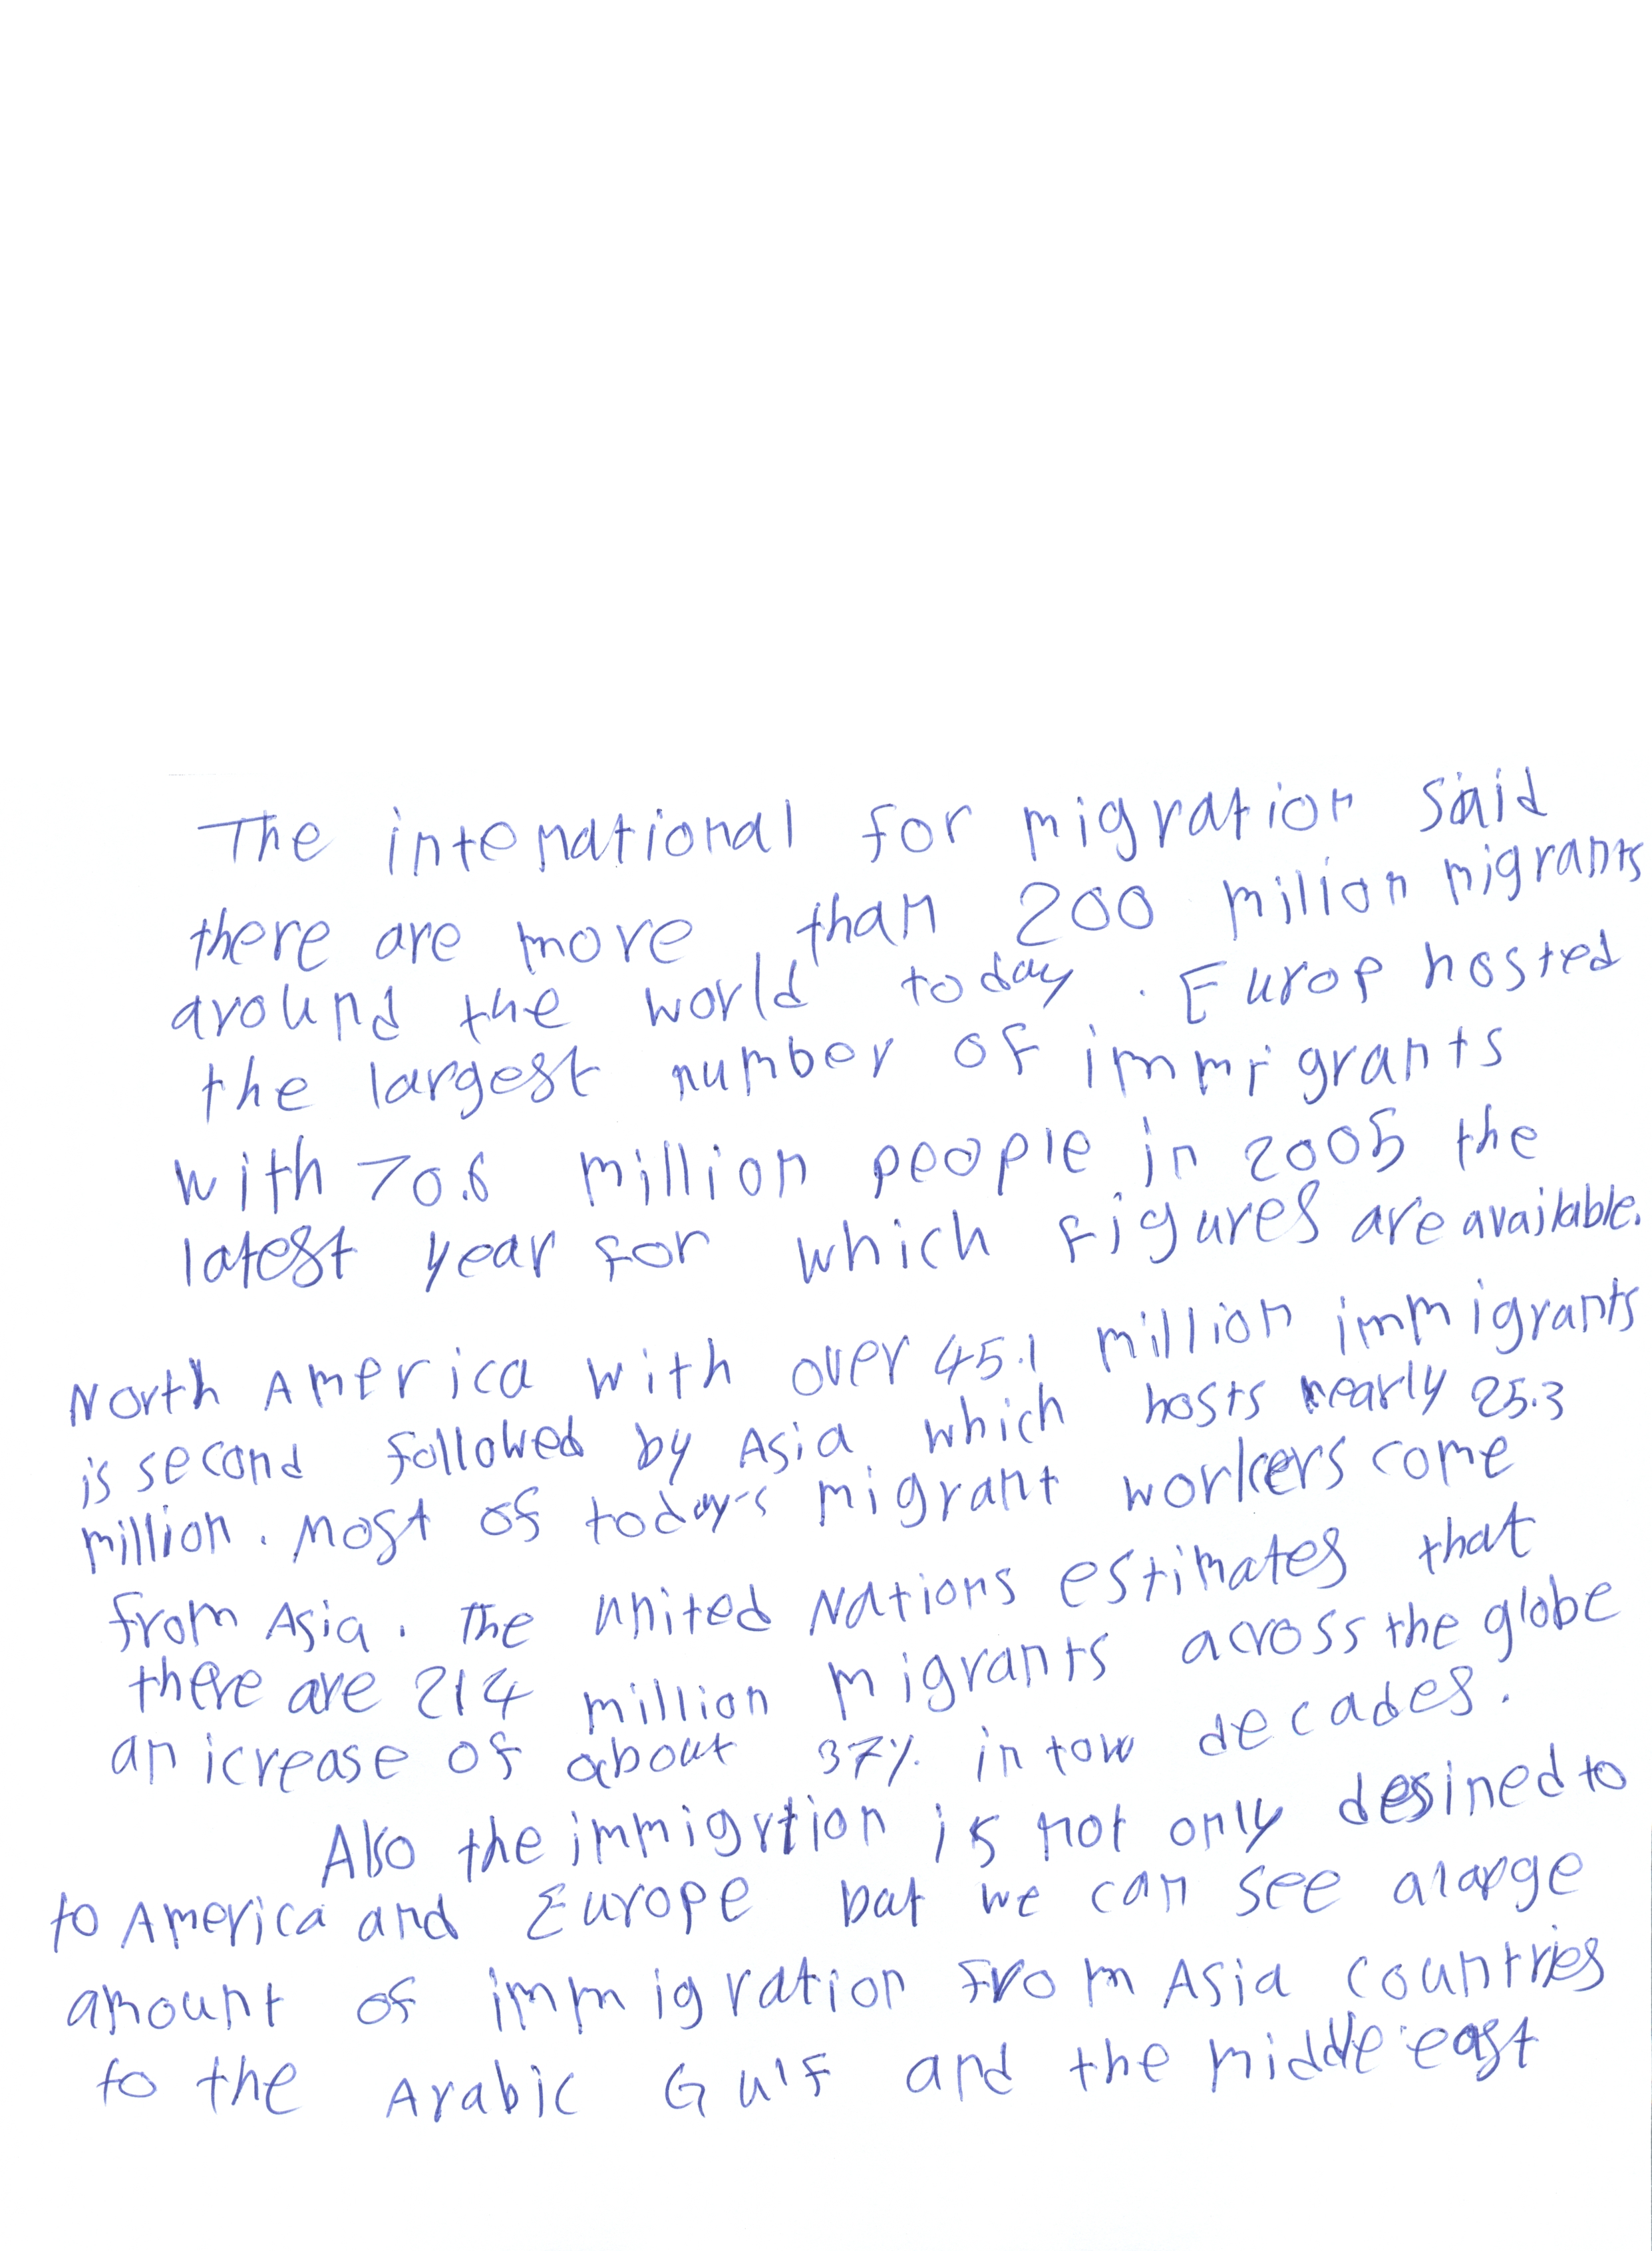 The international for migration said
there are more than 200 milion migrants
around the world today. Europ hosted
the largest number of immigrants
with 70.6 million people in 2005 the
latest year for which figures are available.
North America with over 45.1 million immigrants
is second followed by Asia which hosts nearly 25.3
million. Most of today's migrant workers come
from Asia. The united Nations estimates that
there are 214 million migrants across the globe
an icrease of about 37% in tow decades.
Also the immigrtion is not only desined to
to America and Europe but we can see a large
amount of immigration from Asia countries
to the Arabic Gulf and the middle east